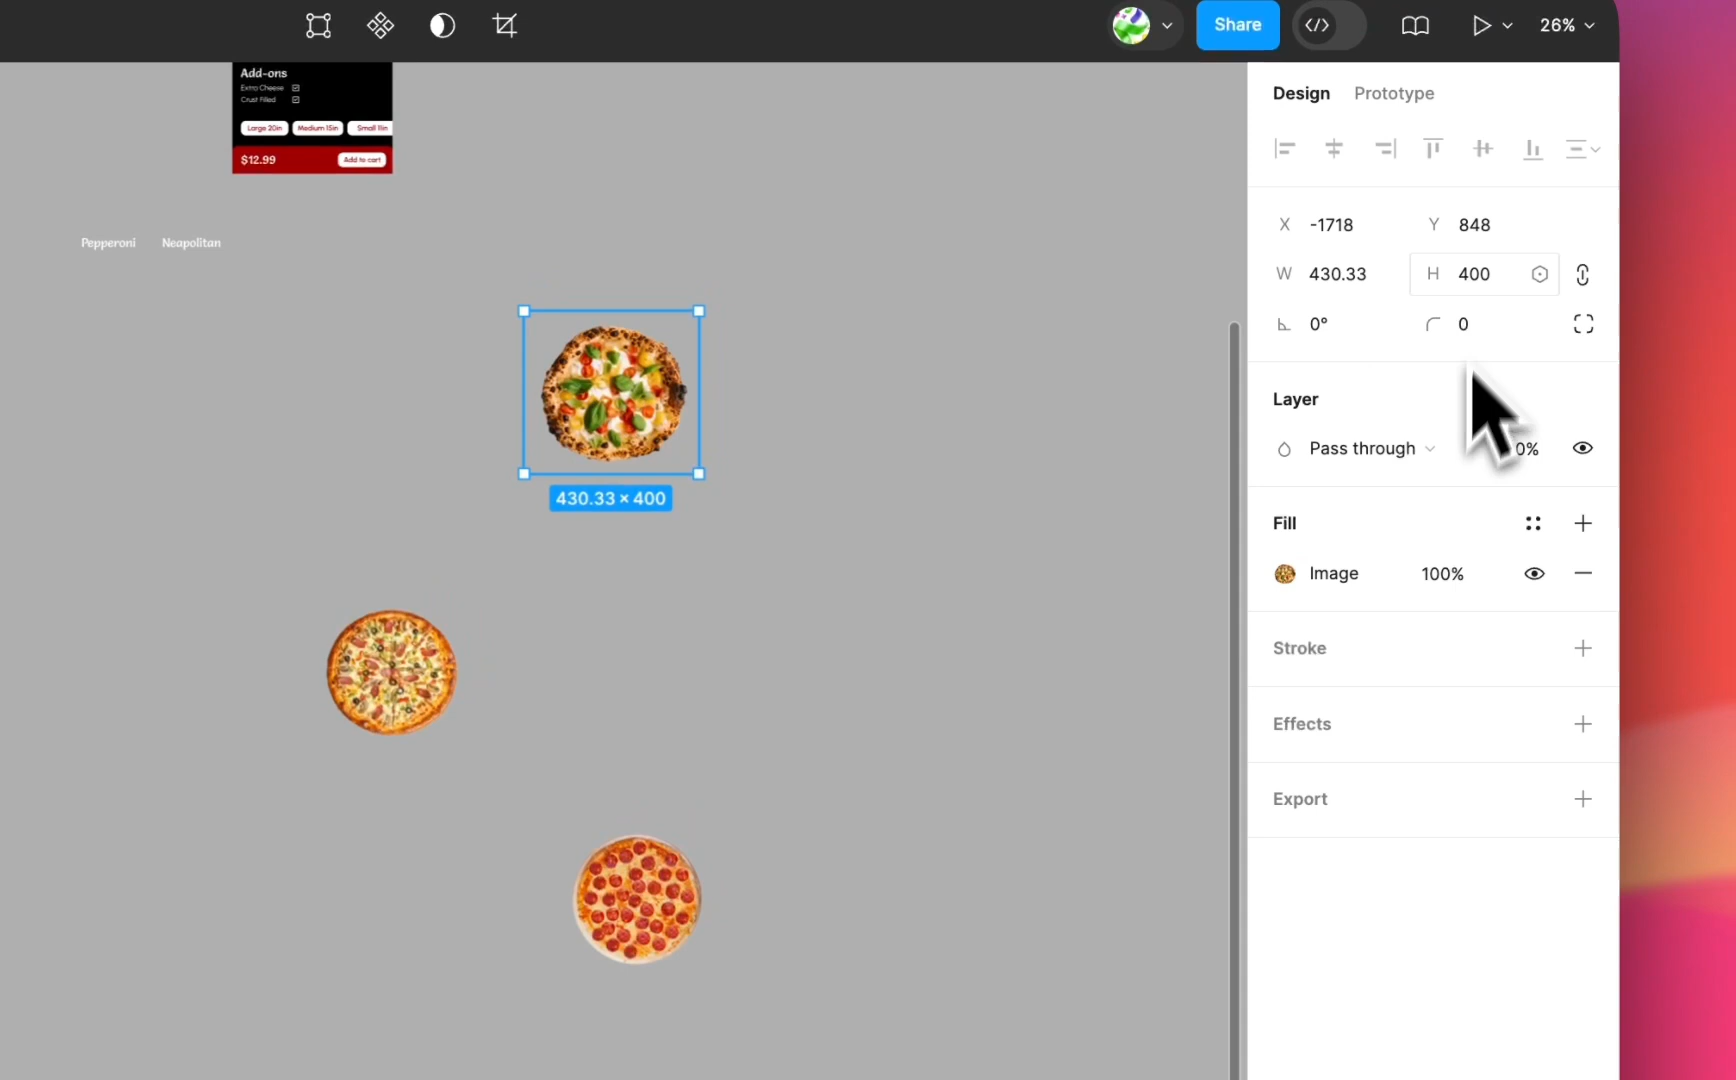 Share
26%
Add-ons
Extra Cheese
Crust Filled
Large 20in
Medium 15in
Small 11in
$12.99
Add to cart
Pepperoni
Neapolitan
430.33 × 400
Design
Prototype
X -1718
Y 848
W 430.33
H 400
0°
0
Layer
Pass through
0%
Fill
Image
100%
Stroke
Effects
Export